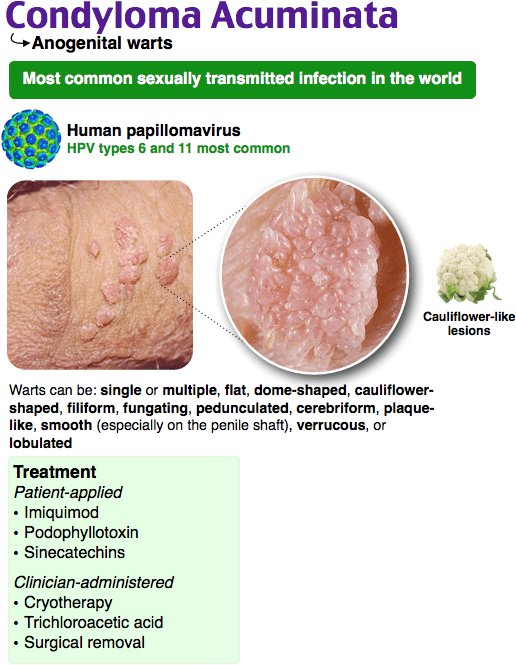 Condyloma Acuminata
Anogenital warts
Most common sexually transmitted infection in the world
Human papillomavirus
HPV types 6 and 11 most common
Cauliflower-like
lesions
Warts can be: single or multiple, flat, dome-shaped, cauliflower-
shaped, filiform, fungating, pedunculated, cerebriform, plaque-
like, smooth (especially on the penile shaft), verrucous, or
lobulated
Treatment
Patient-applied
• Imiquimod
• Podophyllotoxin
• Sinecatechins
Clinician-administered
• Cryotherapy
• Trichloroacetic acid
• Surgical removal